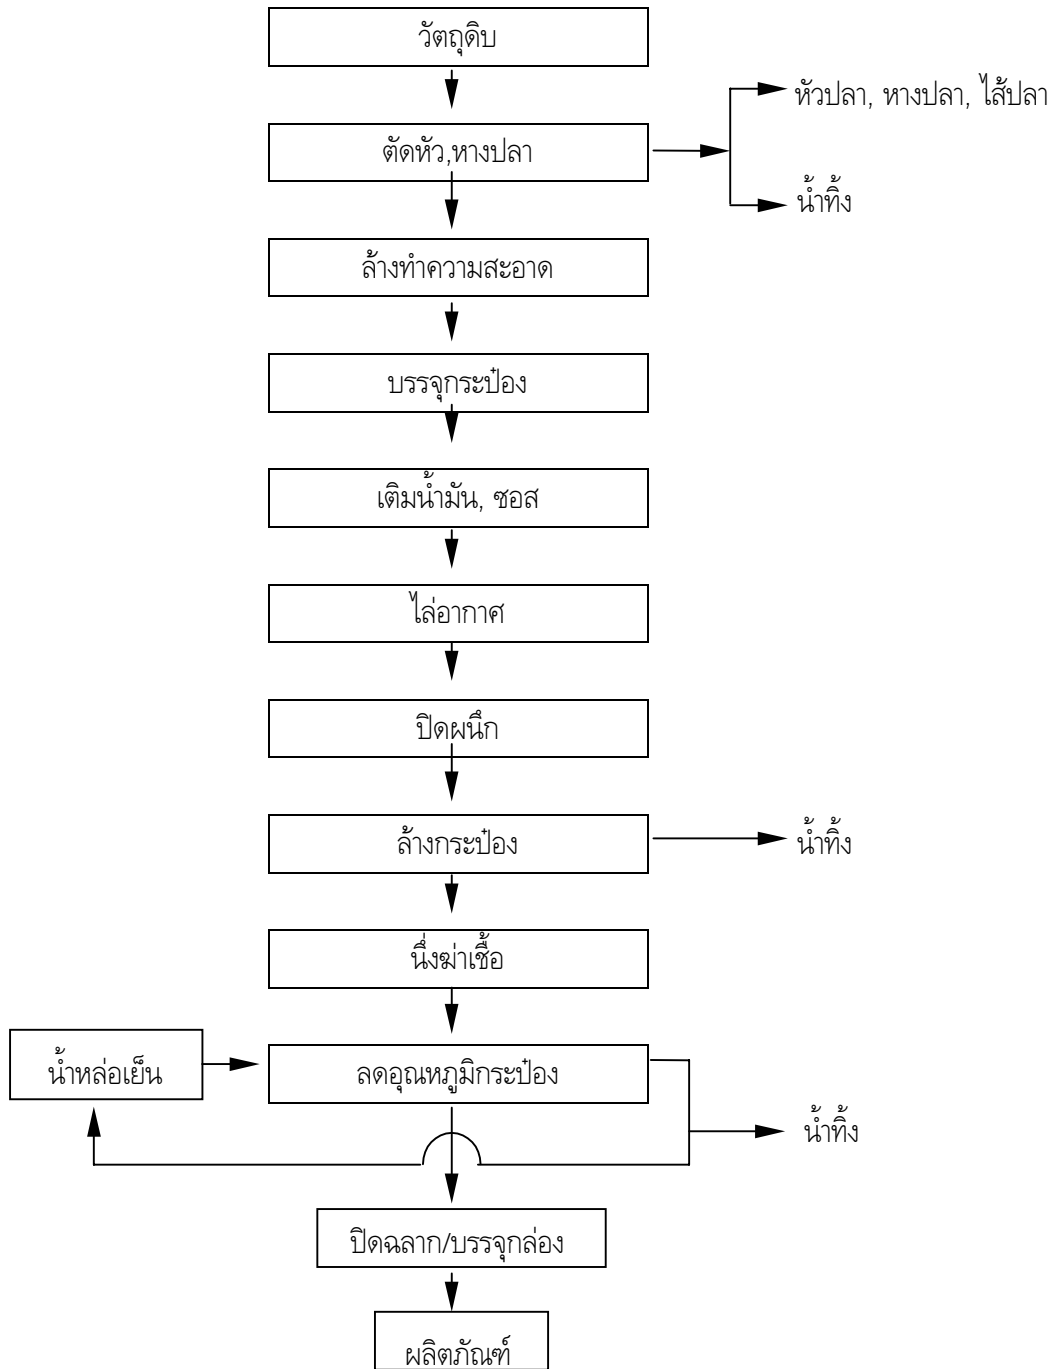 วัตถุดิบ
หัวปลา, หางปลา, ไส้ปลา
ตัดหัว,หางปลา
น้ำทิ้ง
ล้างทำความสะอาด
บรรจุกระป๋อง
เติมน้ำมัน, ซอส
ไล่อากาศ
ปิดผนึก
ล้างกระป๋อง
น้ำทิ้ง
นึ่งฆ่าเชื้อ
น้ำหล่อเย็น
ลดอุณหภูมิกระป๋อง
น้ำทิ้ง
ปิดฉลาก/บรรจุกล่อง
ผลิตภัณฑ์